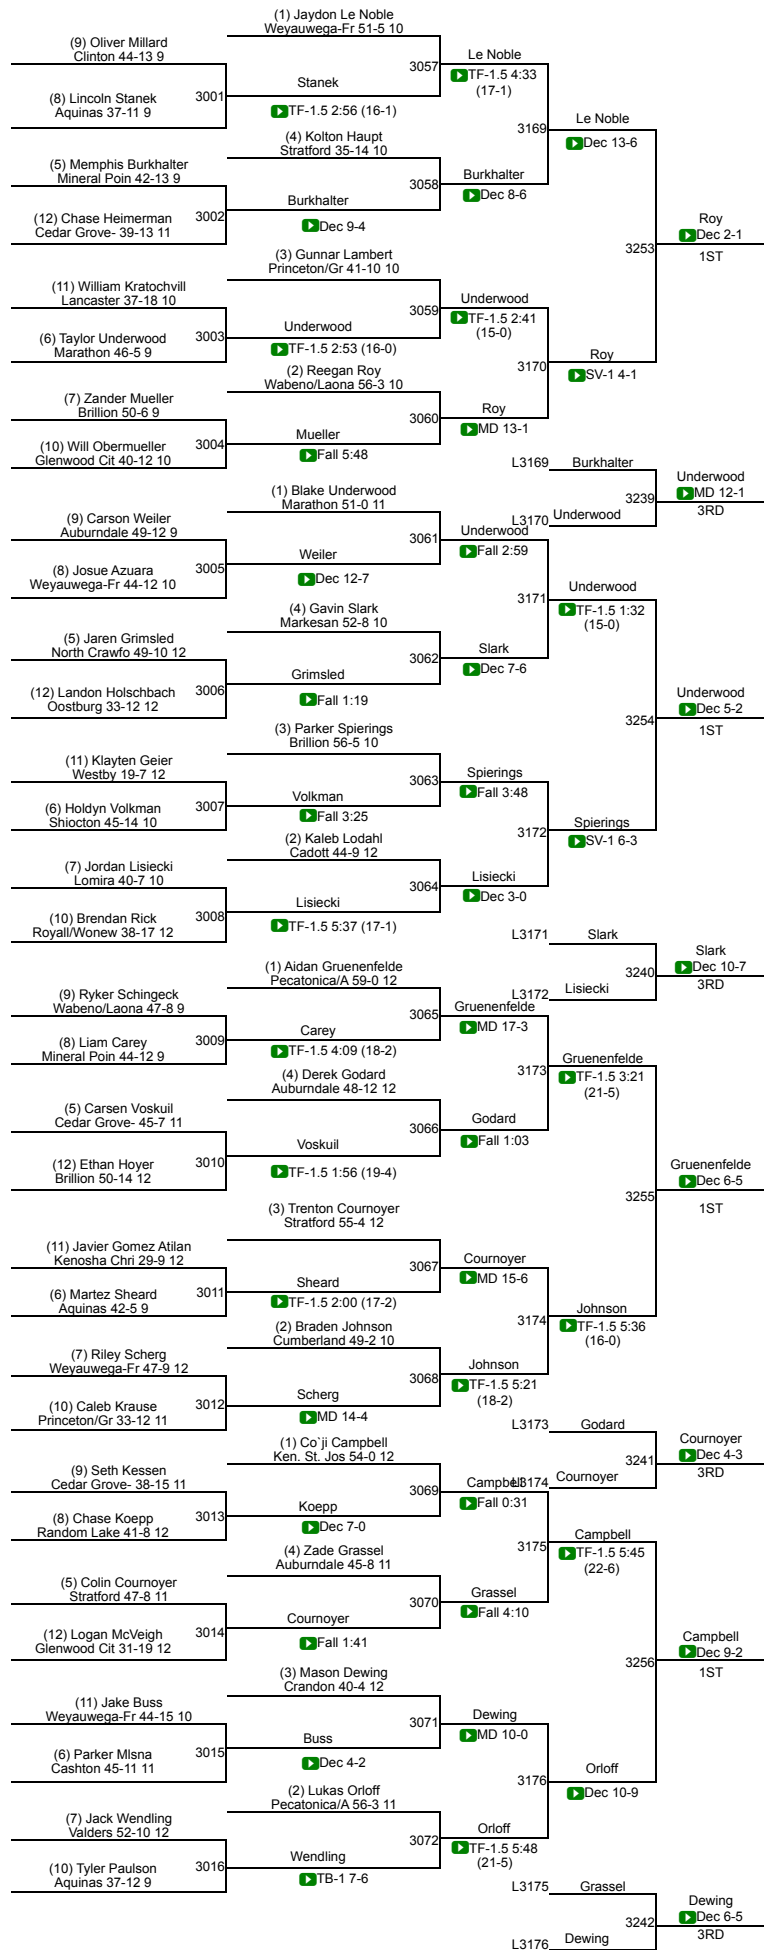 (1) Jaydon Le Noble
Weyauwega-Fr 51-5 10
(9) Oliver Millard
Clinton 44-13 9
3057
Le Noble
TF-1.5 4:33
(17-1)
Stanek
(8) Lincoln Stanek
Aquinas 37-11 9
3001
TF-1.5 2:56 (16-1)
3169
Le Noble
Dec 13-6
(4) Kolton Haupt
Stratford 35-14 10
(5) Memphis Burkhalter
Mineral Poin 42-13 9
3058
Burkhalter
Dec 8-6
Burkhalter
(12) Chase Heimerman
Cedar Grove- 39-13 11
3002
Dec 9-4
3253
Roy
Dec 2-1
1ST
(3) Gunnar Lambert
Princeton/Gr 41-10 10
(11) William Kratochvill
Lancaster 37-18 10
3059
Underwood
TF-1.5 2:41
(15-0)
Underwood
(6) Taylor Underwood
Marathon 46-5 9
3003
TF-1.5 2:53 (16-0)
3170
Roy
SV-1 4-1
(2) Reegan Roy
Wabeno/Laona 56-3 10
(7) Zander Mueller
Brillion 50-6 9
3060
Roy
MD 13-1
Mueller
(10) Will Obermueller
Glenwood Cit 40-12 10
3004
Fall 5:48
L3169
Burkhalter
3239
Underwood
MD 12-1
3RD
L3170
Underwood
(1) Blake Underwood
Marathon 51-0 11
(9) Carson Weiler
Auburndale 49-12 9
3061
Underwood
Fall 2:59
Weiler
(8) Josue Azuara
Weyauwega-Fr 44-12 10
3005
Dec 12-7
3171
Underwood
TF-1.5 1:32
(15-0)
(4) Gavin Slark
Markesan 52-8 10
(5) Jaren Grimsled
North Crawfo 49-10 12
3062
Slark
Dec 7-6
Grimsled
(12) Landon Holschbach
Oostburg 33-12 12
3006
Fall 1:19
3254
Underwood
Dec 5-2
1ST
(3) Parker Spierings
Brillion 56-5 10
(11) Klayten Geier
Westby 19-7 12
3063
Spierings
Fall 3:48
Volkman
(6) Holdyn Volkman
Shiocton 45-14 10
3007
Fall 3:25
3172
Spierings
SV-1 6-3
(2) Kaleb Lodahl
Cadott 44-9 12
(7) Jordan Lisiecki
Lomira 40-7 10
3064
Lisiecki
Dec 3-0
Lisiecki
(10) Brendan Rick
Royall/Wonew 38-17 12
3008
TF-1.5 5:37 (17-1)
L3171
Slark
3240
Slark
Dec 10-7
3RD
L3172
Lisiecki
(1) Aidan Gruenenfelde
Pecatonica/A 59-0 12
(9) Ryker Schingeck
Wabeno/Laona 47-8 9
3065
Gruenenfelde
MD 17-3
Carey
(8) Liam Carey
Mineral Poin 44-12 9
3009
TF-1.5 4:09 (18-2)
3173
Gruenenfelde
TF-1.5 3:21
(21-5)
(4) Derek Godard
Auburndale 48-12 12
(5) Carsen Voskuil
Cedar Grove- 45-7 11
3066
Godard
Fall 1:03
Voskuil
(12) Ethan Hoyer
Brillion 50-14 12
3010
TF-1.5 1:56 (19-4)
3255
Gruenenfelde
Dec 6-5
1ST
(3) Trenton Cournoyer
Stratford 55-4 12
(11) Javier Gomez Atilan
Kenosha Chri 29-9 12
3067
Cournoyer
MD 15-6
Sheard
(6) Martez Sheard
Aquinas 42-5 9
3011
TF-1.5 2:00 (17-2)
3174
Johnson
TF-1.5 5:36
(16-0)
(2) Braden Johnson
Cumberland 49-2 10
(7) Riley Scherg
Weyauwega-Fr 47-9 12
3068
Johnson
TF-1.5 5:21
(18-2)
Scherg
(10) Caleb Krause
Princeton/Gr 33-12 11
3012
MD 14-4
L3173
Godard
3241
Cournoyer
Dec 4-3
3RD
L3174
Cournoyer
(1) Co`ji Campbell
Ken. St. Jos 54-0 12
(9) Seth Kessen
Cedar Grove- 38-15 11
3069
Campbell
Fall 0:31
Koepp
(8) Chase Koepp
Random Lake 41-8 12
3013
Dec 7-0
3175
Campbell
TF-1.5 5:45
(22-6)
(4) Zade Grassel
Auburndale 45-8 11
(5) Colin Cournoyer
Stratford 47-8 11
3070
Grassel
Fall 4:10
Cournoyer
(12) Logan McVeigh
Glenwood Cit 31-19 12
3014
Fall 1:41
3256
Campbell
Dec 9-2
1ST
(3) Mason Dewing
Crandon 40-4 12
(11) Jake Buss
Weyauwega-Fr 44-15 10
3071
Dewing
MD 10-0
Buss
(6) Parker Mlsna
Cashton 45-11 11
3015
Dec 4-2
3176
Orloff
Dec 10-9
(2) Lukas Orloff
Pecatonica/A 56-3 11
(7) Jack Wendling
Valders 52-10 12
3072
Orloff
TF-1.5 5:48
(21-5)
Wendling
(10) Tyler Paulson
Aquinas 37-12 9
3016
TB-1 7-6
L3175
Grassel
3242
Dewing
Dec 6-5
3RD
L3176
Dewing